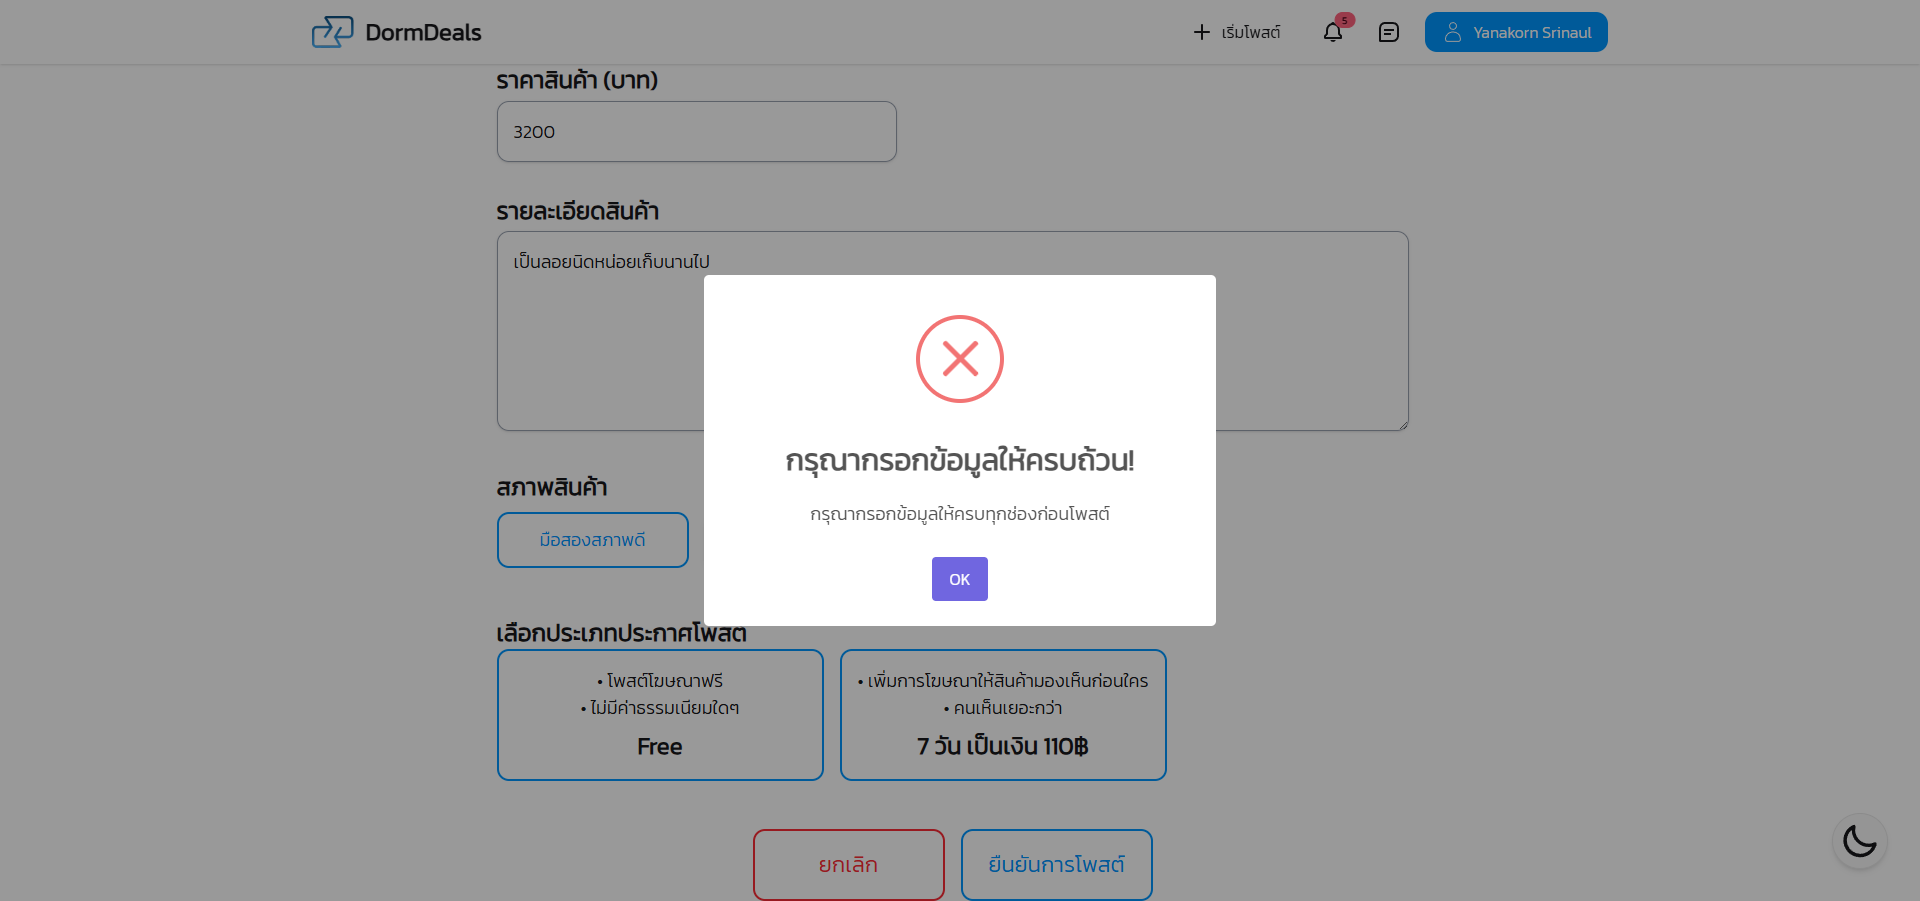 DormDeals
เริ่มโพสต์
5
Yanakorn Srinaul
ราคาสินค้า (บาท)
3200
รายละเอียดสินค้า
เป็นลอยนิดหน่อยเก็บนานไป
กรุณากรอกข้อมูลให้ครบถ้วน!
กรุณากรอกข้อมูลให้ครบทุกช่องก่อนโพสต์
OK
สภาพสินค้า
มือสองสภาพดี
เลือกประเภทประกาศโพสต์
• โพสต์โฆษณาฟรี
• ไม่มีค่าธรรมเนียมใดๆ
Free
• เพิ่มการโฆษณาให้สินค้ามองเห็นก่อนใคร
• คนเห็นเยอะกว่า
7 วัน เป็นเงิน 110฿
ยกเลิก
ยืนยันการโพสต์